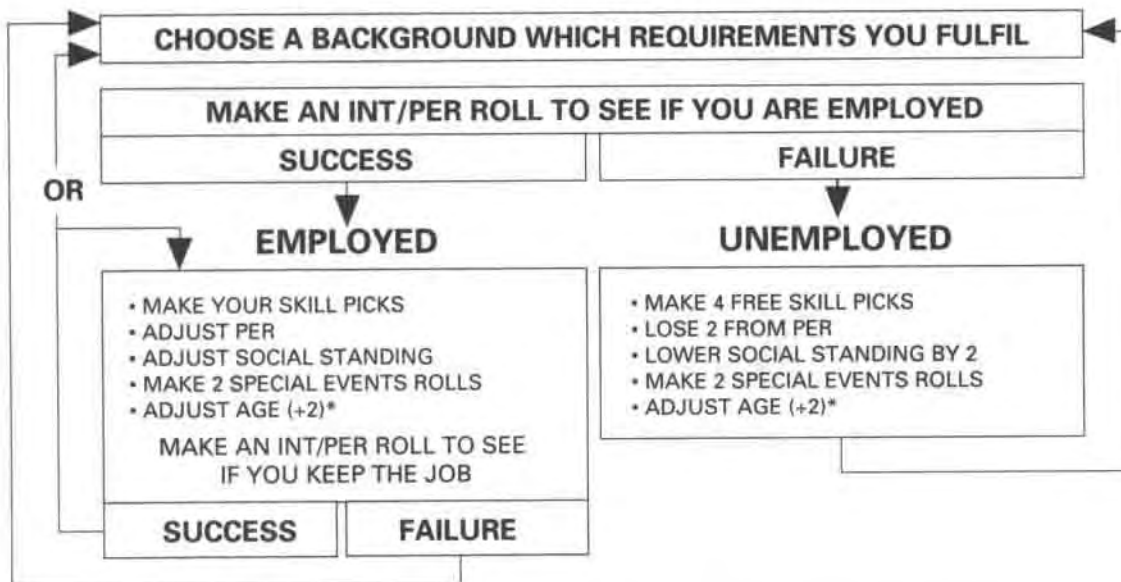 CHOOSE A BACKGROUND WHICH REQUIREMENTS YOU FULFIL
MAKE AN INT/PER ROLL TO SEE IF YOU ARE EMPLOYED
SUCCESS
FAILURE
OR
EMPLOYED
• MAKE YOUR SKILL PICKS
• ADJUST PER
• ADJUST SOCIAL STANDING
• MAKE 2 SPECIAL EVENTS ROLLS
• ADJUST AGE (+2)*
MAKE AN INT/PER ROLL TO SEE
IF YOU KEEP THE JOB
SUCCESS
FAILURE
UNEMPLOYED
• MAKE 4 FREE SKILL PICKS
• LOSE 2 FROM PER
• LOWER SOCIAL STANDING BY 2
• MAKE 2 SPECIAL EVENTS ROLLS
• ADJUST AGE (+2)*